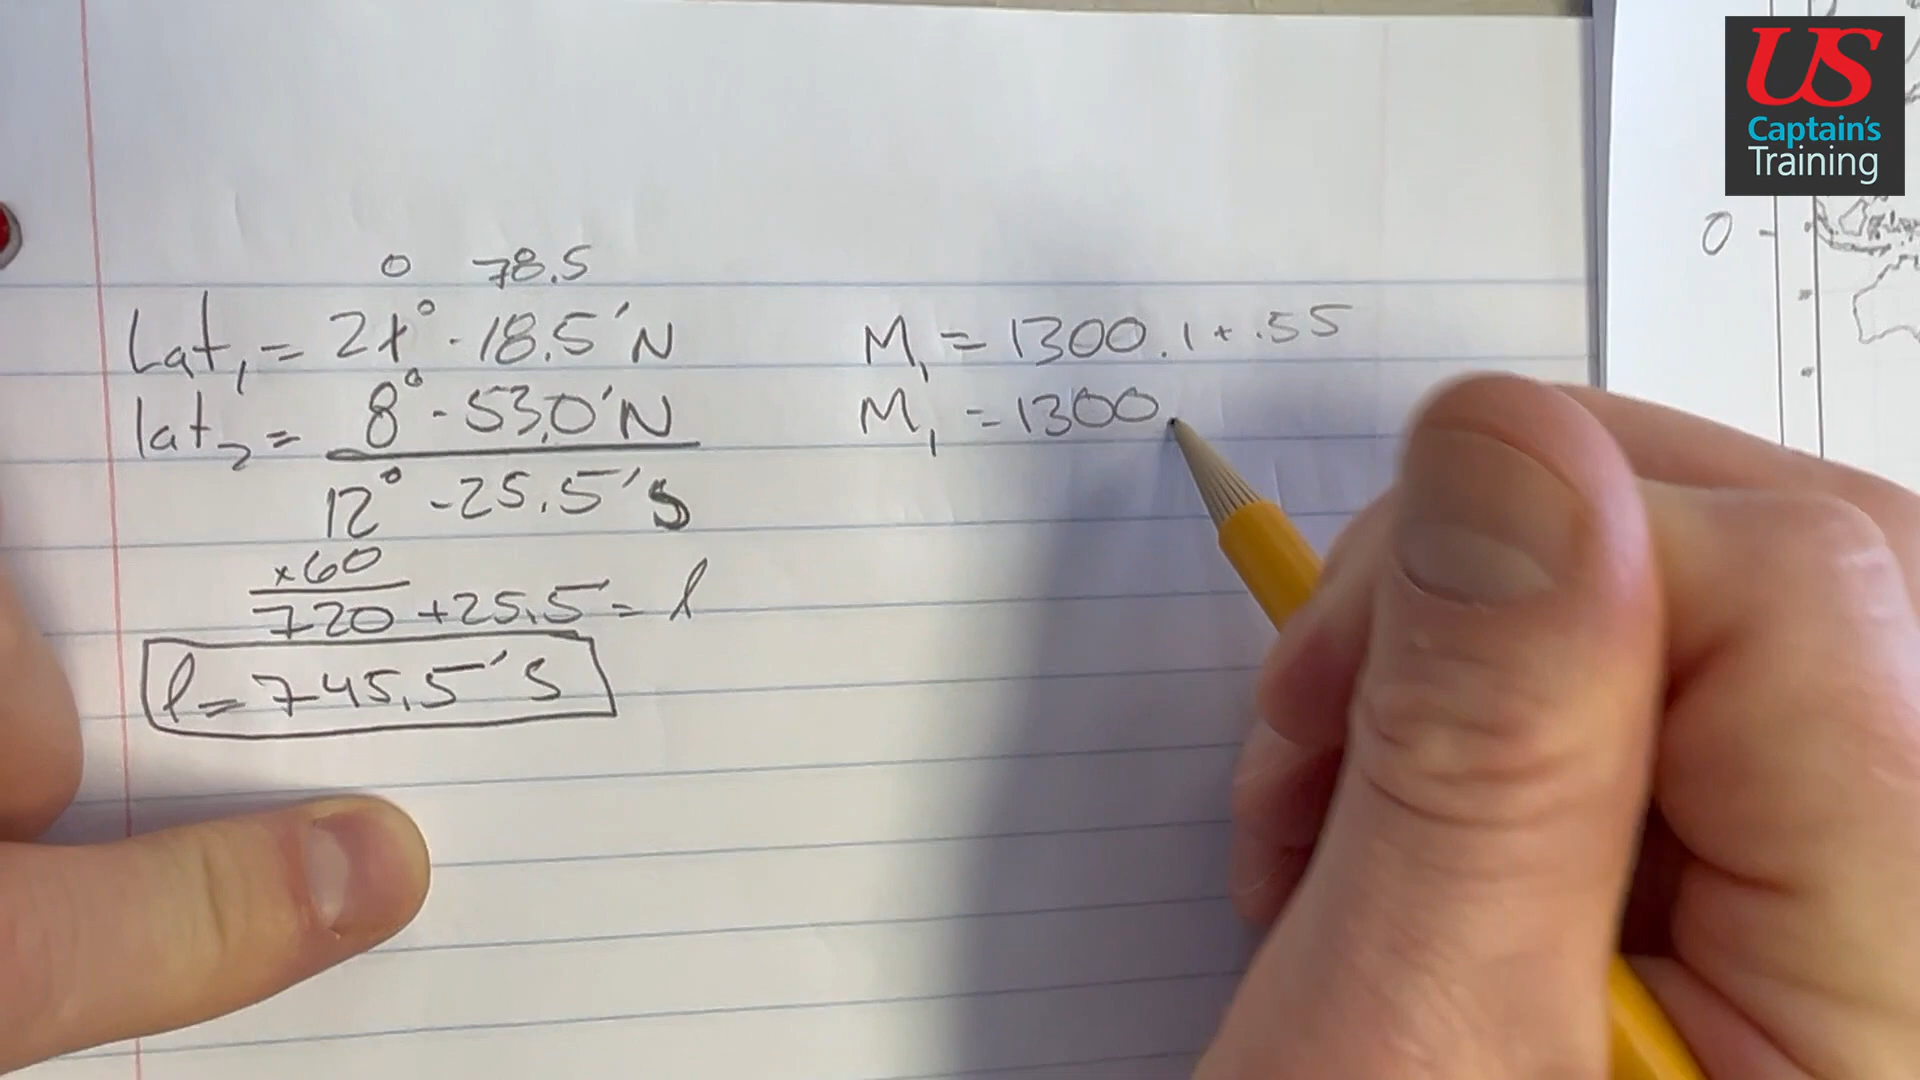 US
Captain's
Training
0
0 78.5
Lat₁ = 21° - 18.5'N
lat₂ = 8° - 53.0'N
12° - 25.5'S
×60
720 + 25.5 = l
l = 745.5'S
M₁ = 1300.1 + .55
M₁ = 1300.